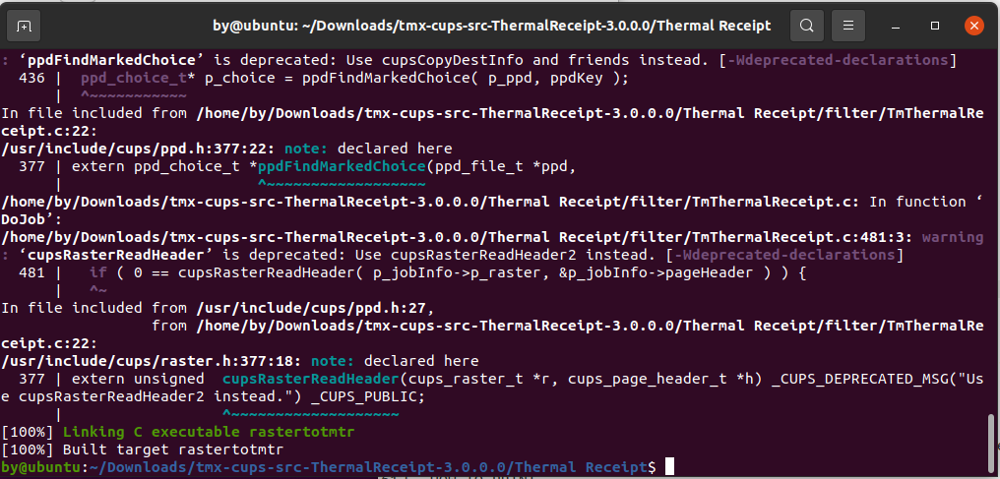 by@ubuntu: ~/Downloads/tmx-cups-src-ThermalReceipt-3.0.0.0/Thermal Receipt
: ‘ppdFindMarkedChoice’ is deprecated: Use cupsCopyDestInfo and friends instead. [-Wdeprecated-declarations]
  436 |  ppd_choice_t* p_choice = ppdFindMarkedChoice( p_ppd, ppdKey );
      |  ^~~~~~~~~~~~
In file included from /home/by/Downloads/tmx-cups-src-ThermalReceipt-3.0.0.0/Thermal Receipt/filter/TmThermalRe
ceipt.c:22:
/usr/include/cups/ppd.h:377:22: note: declared here
  377 | extern ppd_choice_t *ppdFindMarkedChoice(ppd_file_t *ppd,
      |                      ^~~~~~~~~~~~~~~~~~~
/home/by/Downloads/tmx-cups-src-ThermalReceipt-3.0.0.0/Thermal Receipt/filter/TmThermalReceipt.c: In function ‘
DoJob’:
/home/by/Downloads/tmx-cups-src-ThermalReceipt-3.0.0.0/Thermal Receipt/filter/TmThermalReceipt.c:481:3: warning
: ‘cupsRasterReadHeader’ is deprecated: Use cupsRasterReadHeader2 instead. [-Wdeprecated-declarations]
  481 |   if ( 0 == cupsRasterReadHeader( p_jobInfo->p_raster, &p_jobInfo->pageHeader ) ) {
      |   ^~
In file included from /usr/include/cups/ppd.h:27,
                 from /home/by/Downloads/tmx-cups-src-ThermalReceipt-3.0.0.0/Thermal Receipt/filter/TmThermalRe
ceipt.c:22:
/usr/include/cups/raster.h:377:18: note: declared here
  377 | extern unsigned  cupsRasterReadHeader(cups_raster_t *r, cups_page_header_t *h) _CUPS_DEPRECATED_MSG("Us
e cupsRasterReadHeader2 instead.") _CUPS_PUBLIC;
      |                  ^~~~~~~~~~~~~~~~~~~~
[100%] Linking C executable rastertotmtr
[100%] Built target rastertotmtr
by@ubuntu:~/Downloads/tmx-cups-src-ThermalReceipt-3.0.0.0/Thermal Receipt$